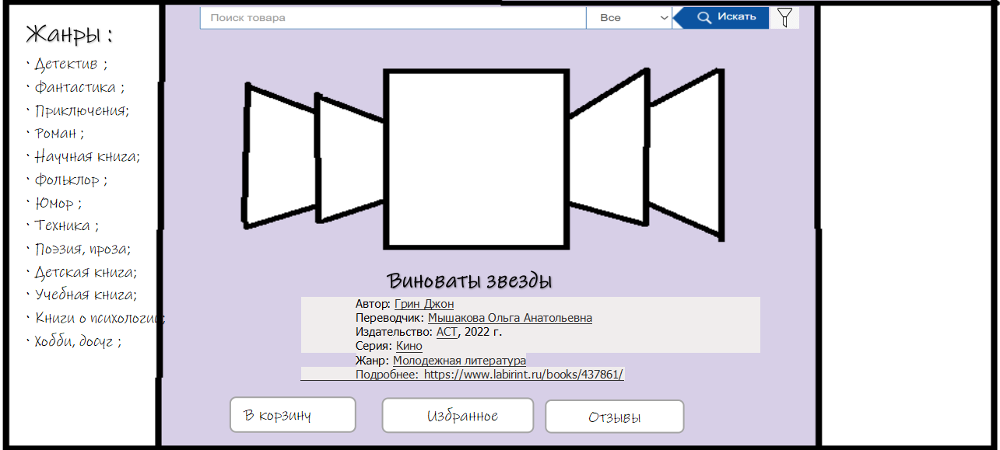 Поиск товара
Все
Искать
Жанры :
· Детектив ;
· Фантастика ;
· Приключения;
· Роман ;
· Научная книга;
· Фольклор ;
· Юмор ;
· Техника ;
· Поэзия, проза;
· Детская книга;
· Учебная книга;
· Книги о психологии;
· Хобби, досуг ;
Виноваты звезды
Автор: Грин Джон
Переводчик: Мышакова Ольга Анатольевна
Издательство: АСТ, 2022 г.
Серия: Кино
Жанр: Молодежная литература
Подробнее: https://www.labirint.ru/books/437861/
В корзину
Избранное
Отзывы